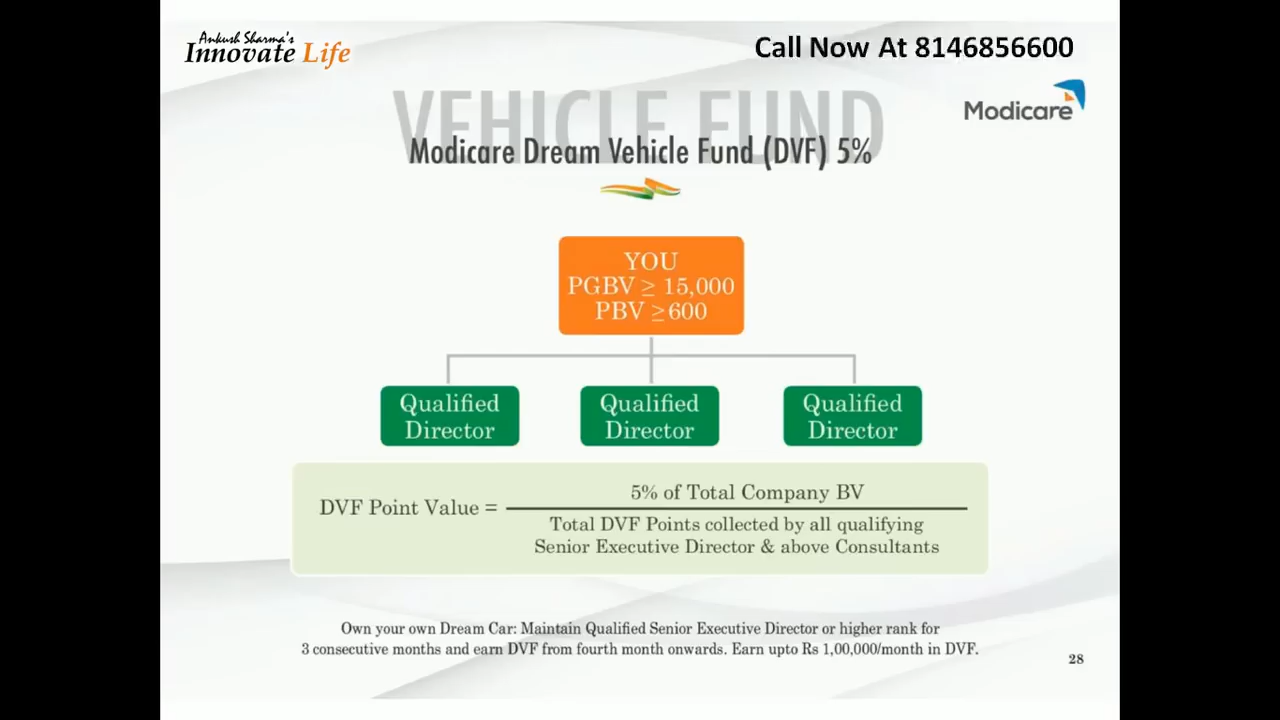 Ankush Sharma's
Innovate Life
Call Now At 8146856600
Modicare
VEHICLE FUND
Modicare Dream Vehicle Fund (DVF) 5%
YOU
PGBV ≥ 15,000
PBV ≥600
Qualified
Director
Qualified
Director
Qualified
Director
DVF Point Value =
5% of Total Company BV
Total DVF Points collected by all qualifying
Senior Executive Director & above Consultants
Own your own Dream Car: Maintain Qualified Senior Executive Director or higher rank for
3 consecutive months and earn DVF from fourth month onwards. Earn upto Rs 1,00,000/month in DVF.
28